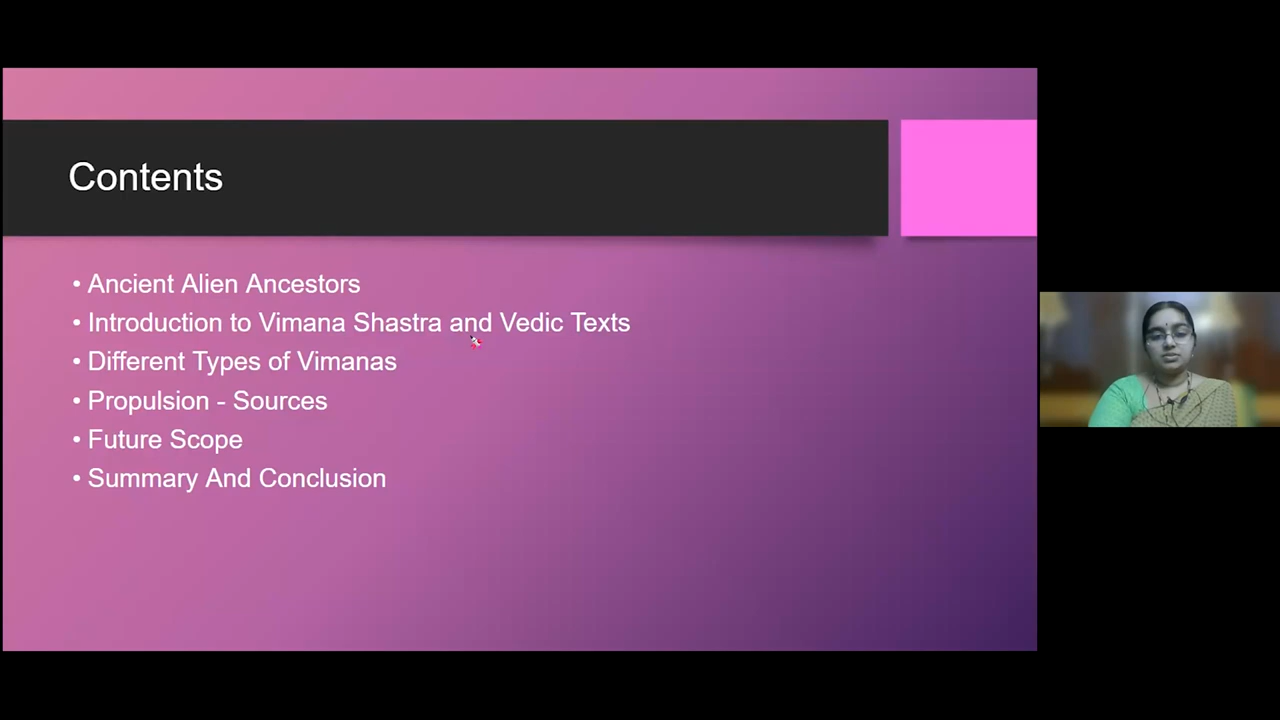 Contents
• Ancient Alien Ancestors
• Introduction to Vimana Shastra and Vedic Texts
• Different Types of Vimanas
• Propulsion - Sources
• Future Scope
• Summary And Conclusion